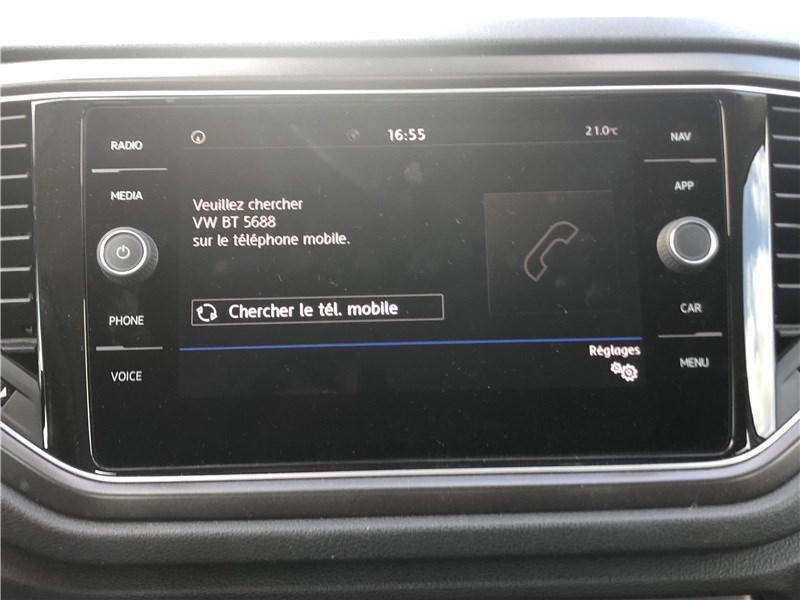 RADIO
MEDIA
PHONE
VOICE
16:55
21.0°C
Veuillez chercher
VW BT 5688
sur le téléphone mobile.
Chercher le tél. mobile
Réglages
NAV
APP
CAR
MENU